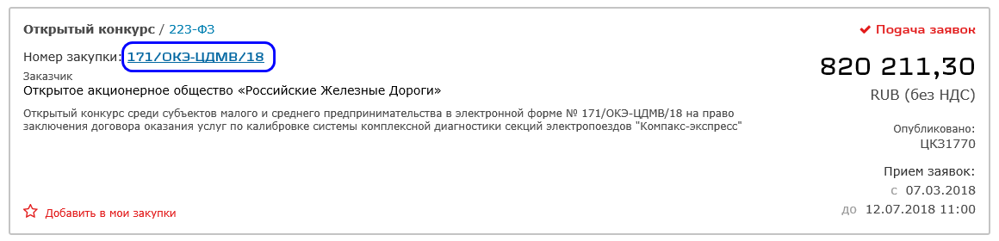 Открытый конкурс / 223-ФЗ
Подача заявок
Номер закупки: 171/ОКЭ-ЦДМВ/18
820 211,30
RUB (без НДС)
Заказчик
Открытое акционерное общество «Российские Железные Дороги»
Открытый конкурс среди субъектов малого и среднего предпринимательства в электронной форме № 171/ОКЭ-ЦДМВ/18 на право
заключения договора оказания услуг по калибровке системы комплексной диагностики секций электропоездов "Компакс-экспресс"
Опубликовано:
ЦКЗ1770
Прием заявок:
с 07.03.2018
до 12.07.2018 11:00
Добавить в мои закупки